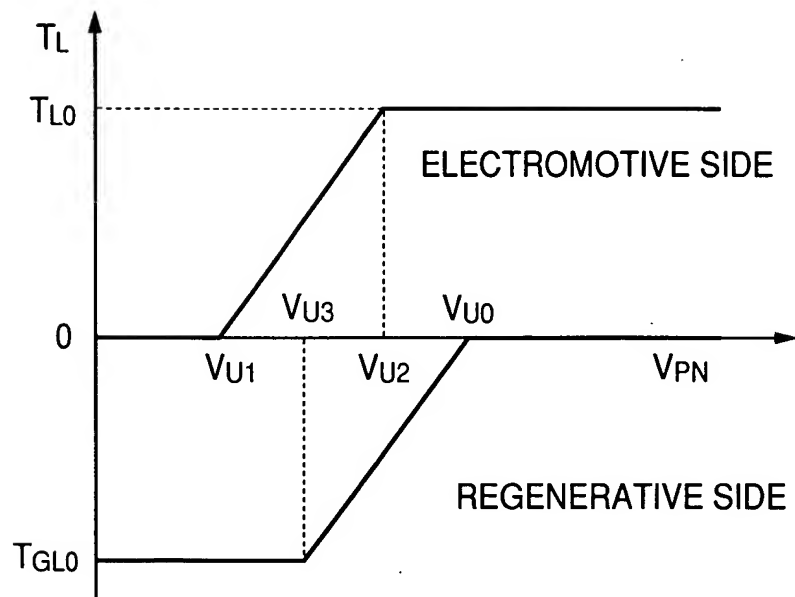 TL
TL0
ELECTROMOTIVE SIDE
VU3
VU0
0
VU1
VU2
VPN
REGENERATIVE SIDE
TGL0